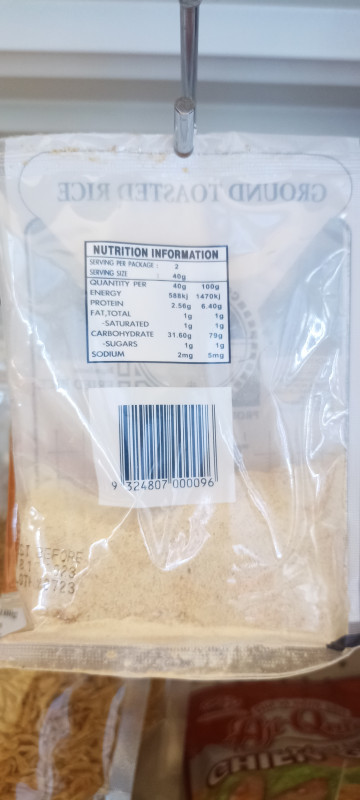 GROUND TOASTED RICE
NUTRITION INFORMATION
SERVING PER PACKAGE : 2
SERVING SIZE : 40g
QUANTITY PER 40g 100g
ENERGY 588kj 1470kj
PROTEIN 2.56g 6.40g
FAT,TOTAL 1g 1g
-SATURATED 1g 1g
CARBOHYDRATE 31.60g 79g
-SUGARS 1g 1g
SODIUM 2mg 5mg
9 324807 000096
BEFORE